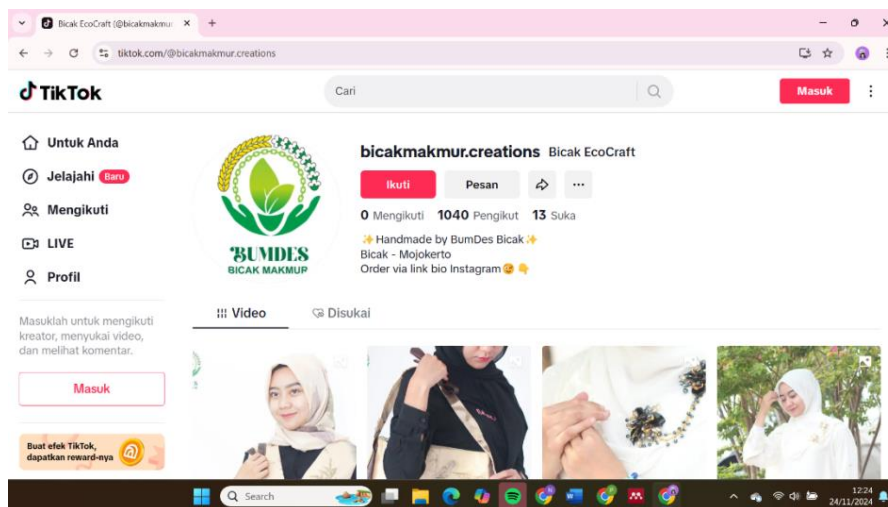 Bicak EcoCraft (@bicakmakmur
tiktok.com/@bicakmakmur.creations
TikTok
Cari
Masuk
Untuk Anda
Jelajahi Baru
Mengikuti
LIVE
Profil
Masuklah untuk mengikuti
kreator, menyukai video,
dan melihat komentar.
Masuk
Buat efek TikTok,
dapatkan reward-nya
BUMDES
BICAK MAKMUP
bicakmakmur.creations Bicak EcoCraft
Ikuti Pesan
0 Mengikuti 1040 Pengikut 13 Suka
✨Handmade by BumDes Bicak✨
Bicak - Mojokerto
Order via link bio Instagram
Video Disukai
Search
12:24
24/11/2024